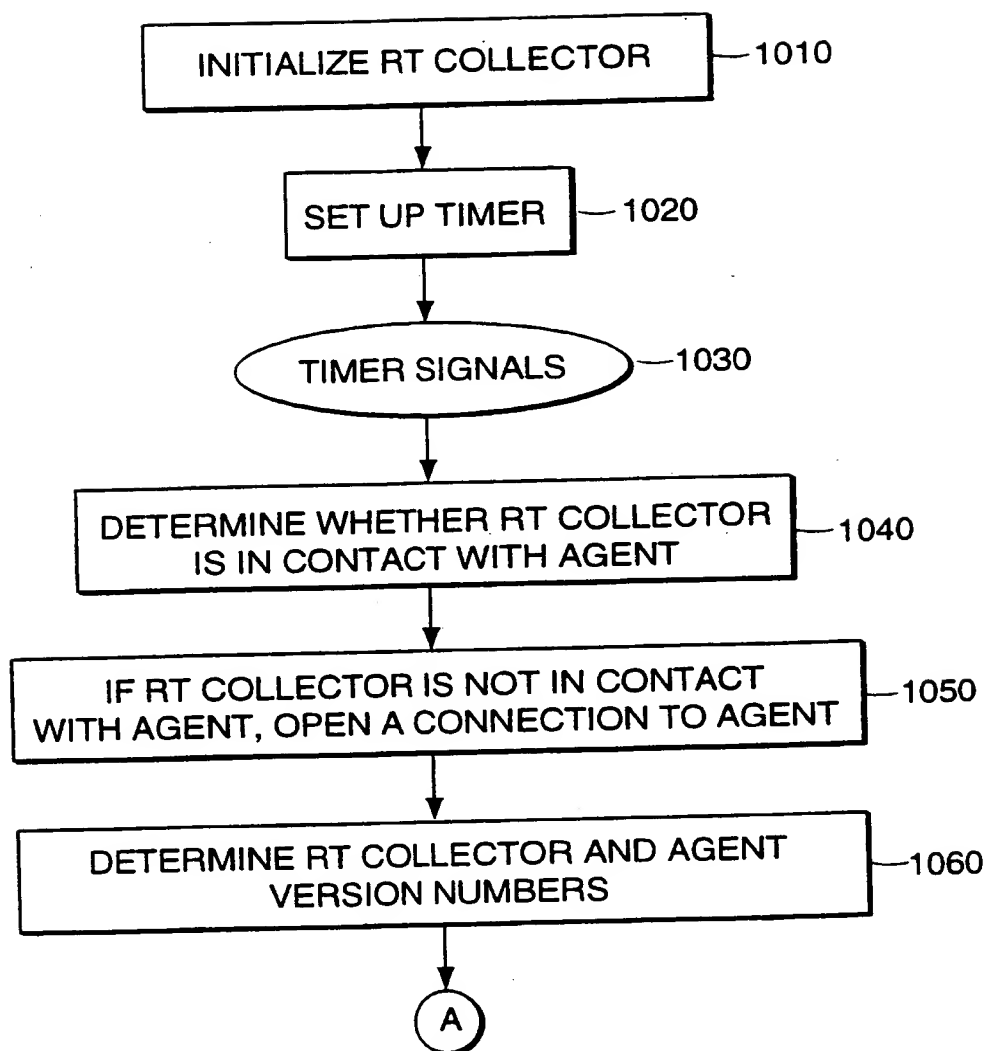 INITIALIZE RT COLLECTOR
1010
SET UP TIMER
1020
TIMER SIGNALS
1030
DETERMINE WHETHER RT COLLECTOR
IS IN CONTACT WITH AGENT
1040
IF RT COLLECTOR IS NOT IN CONTACT
WITH AGENT, OPEN A CONNECTION TO AGENT
1050
DETERMINE RT COLLECTOR AND AGENT
VERSION NUMBERS
1060
A